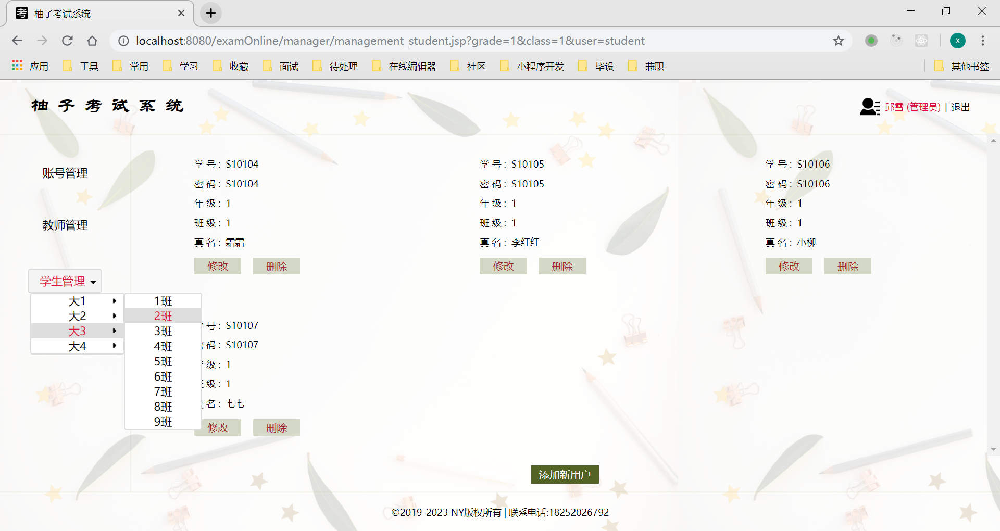 柚子考试系统
localhost:8080/examOnline/manager/management_student.jsp?grade=1&class=1&user=student
x
应用 工具 常用 学习 收藏 面试 待处理 在线编辑器 社区 小程序开发 毕设 兼职 其他书签
柚子考试系统
邱雪 (管理员) | 退出
账号管理
教师管理
学生管理
大1
大2
大3
大4
1班
2班
3班
4班
5班
6班
7班
8班
9班
学 号： S10104
密 码： S10104
年 级： 1
班 级： 1
真 名： 霜霜
修改 删除
学 号： S10105
密 码： S10105
年 级： 1
班 级： 1
真 名： 李红红
修改 删除
学 号： S10106
密 码： S10106
年 级： 1
班 级： 1
真 名： 小柳
修改 删除
号： S10107
码： S10107
级： 1
级： 1
名： 七七
修改 删除
添加新用户
©2019-2023 NY版权所有 | 联系电话:18252026792